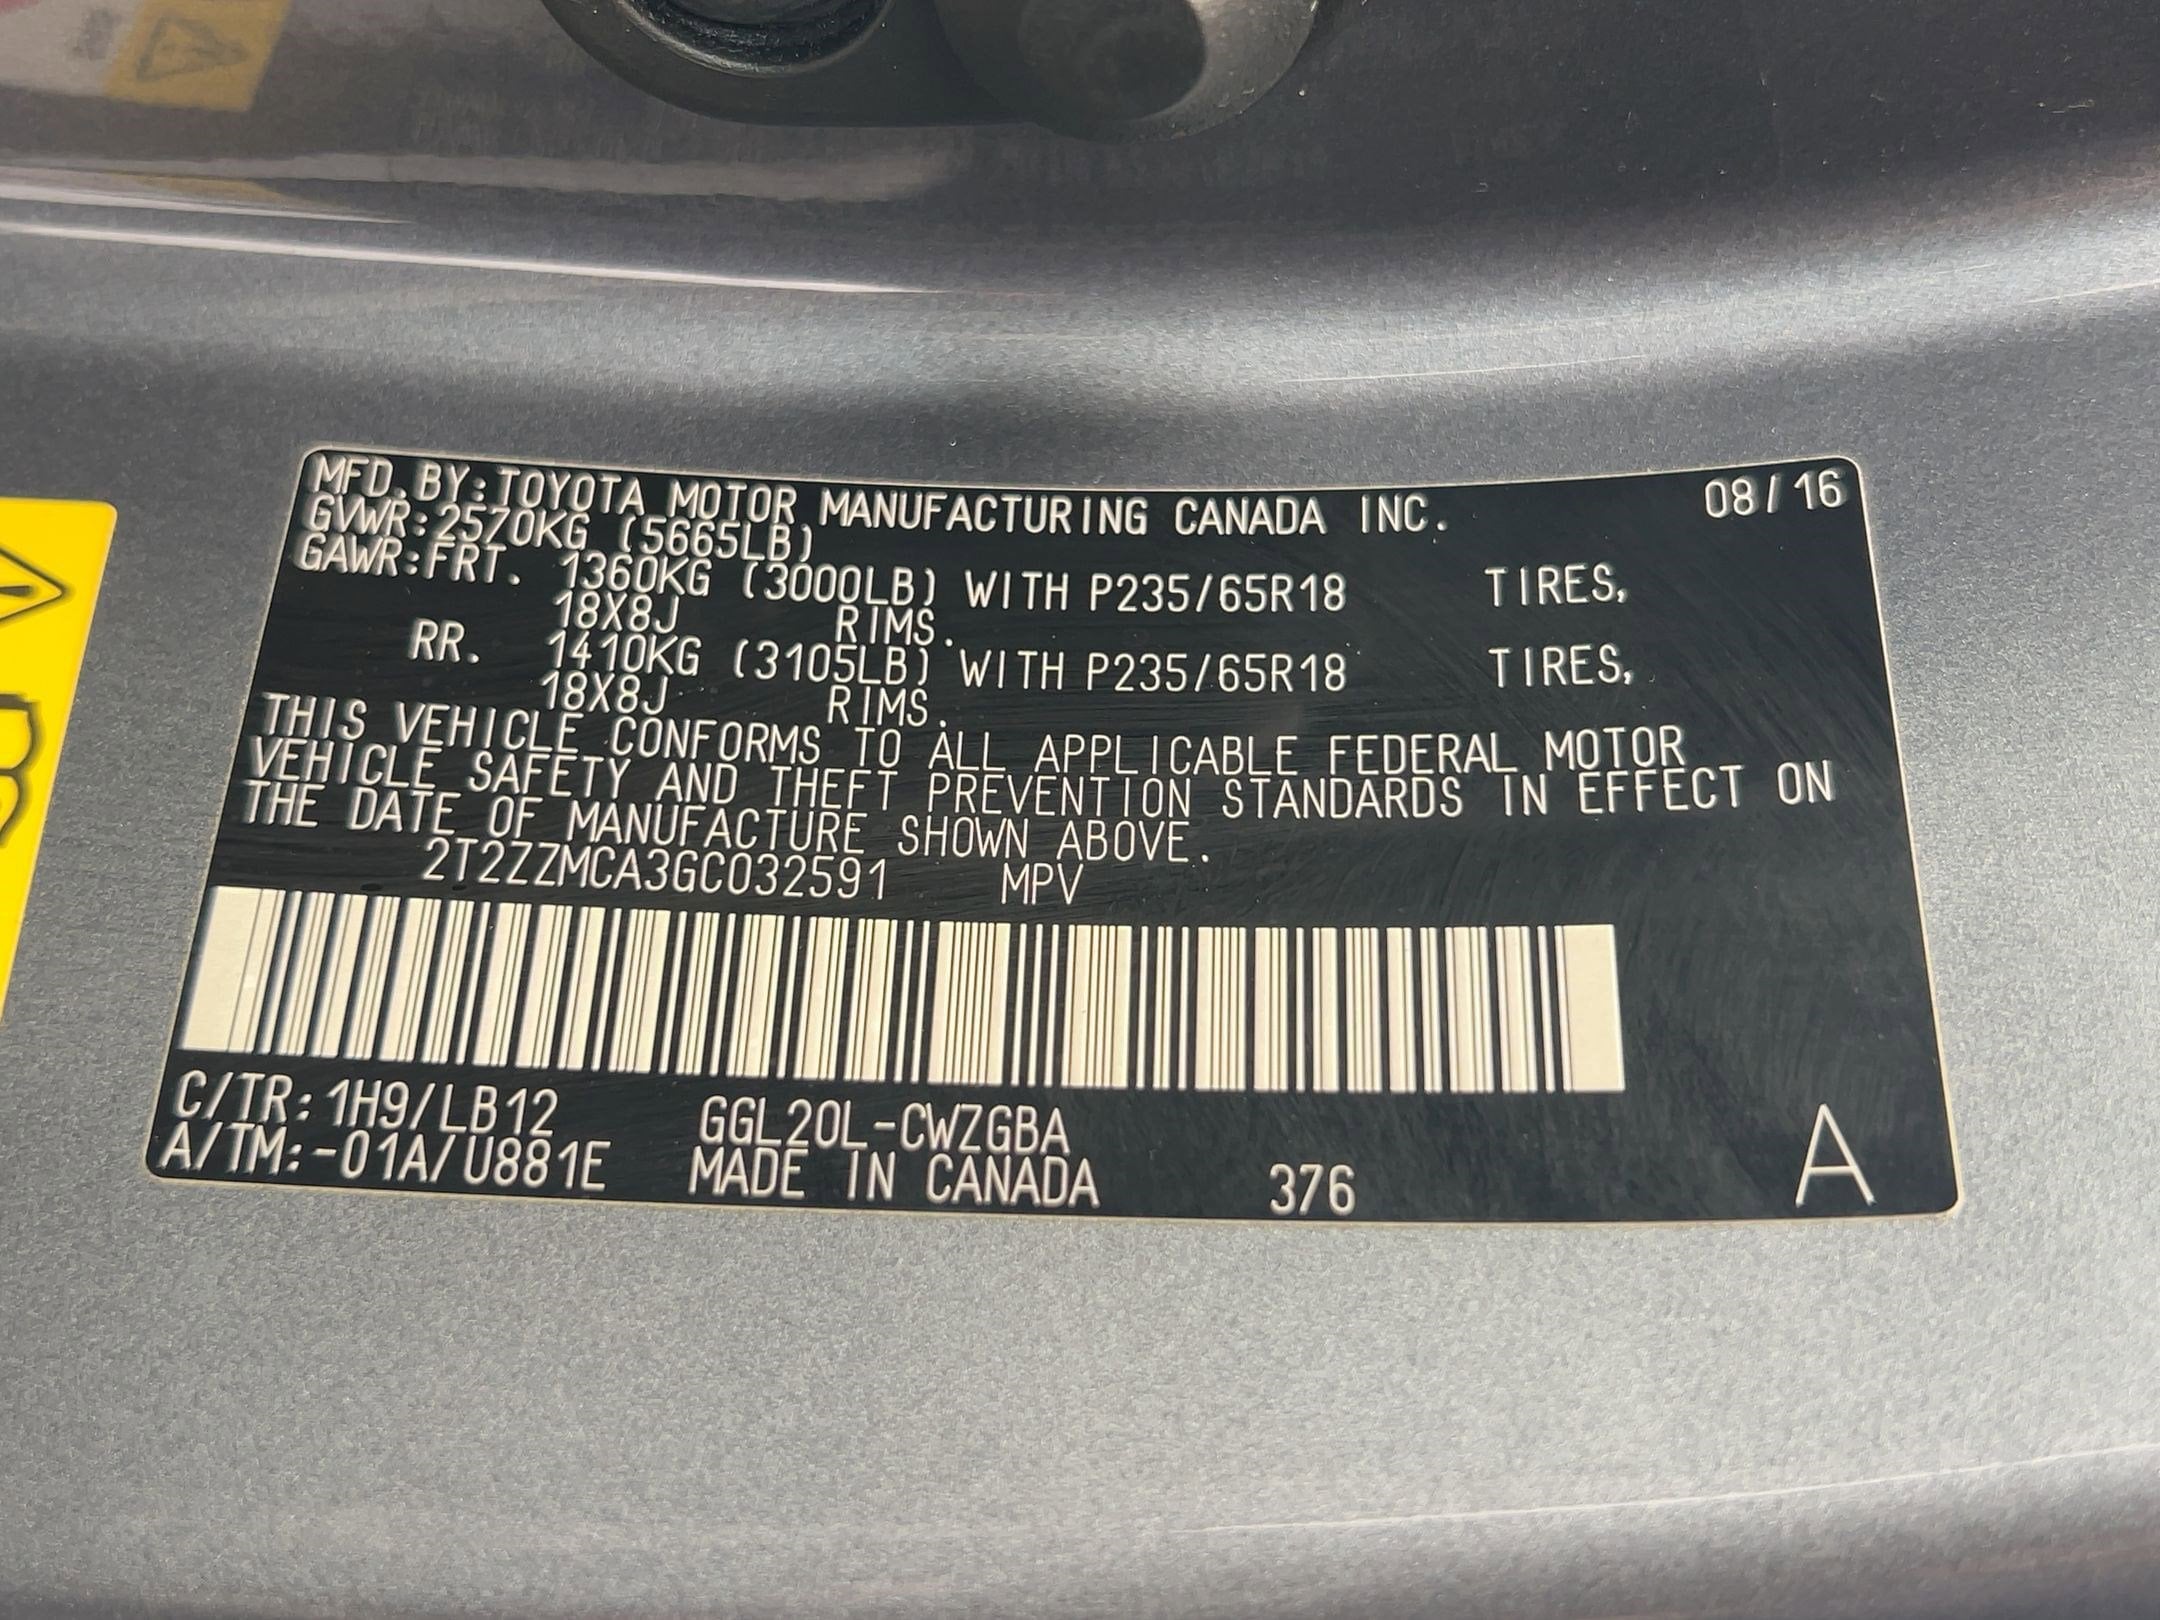 MFD. BY: TOYOTA MOTOR MANUFACTURING CANADA INC. 08/16
GVWR: 2570KG (5665LB)
GAWR: FRT. 1360KG (3000LB) WITH P235/65R18 TIRES,
18X8J RIMS.
RR. 1410KG (3105LB) WITH P235/65R18 TIRES,
18X8J RIMS.
THIS VEHICLE CONFORMS TO ALL APPLICABLE FEDERAL MOTOR
VEHICLE SAFETY AND THEFT PREVENTION STANDARDS IN EFFECT ON
THE DATE OF MANUFACTURE SHOWN ABOVE.
2T2ZZMCA3GC032591 MPV
C/TR: 1H9/LB12 GGL20L-CWZGBA
A/TM: -01A/U881E MADE IN CANADA 376 A